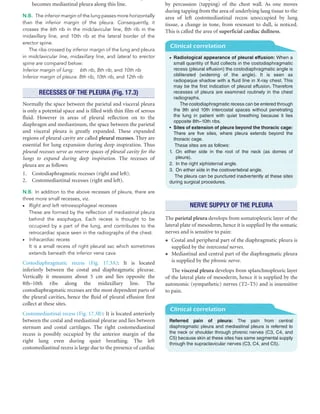 becomes mediastinal pleura along this line.
N.B. The inferior margin of the lung passes more horizontally
than the inferior margin of the pleura. Consequently, it
crosses the 6th rib in the midclavicular line, 8th rib in the
midaxillary line, and 10th rib at the lateral border of the
erector spine.
The ribs crossed by inferior margin of the lung and pleura
in midclavicular line, midaxillary line, and lateral to erector
spine are compared below:
Inferior margin of lung: 6th rib, 8th rib, and 10th rib
Inferior margin of pleura: 8th rib, 10th rib, and 12th rib
RECESSES OF THE PLEURA (Fig. 17.3)
Normally the space between the parietal and visceral pleura
is only a potential space and is filled with thin film of serous
fluid. However in areas of pleural reflection on to the
diaphragm and mediastinum, the space between the parietal
and visceral pleura is greatly expanded. These expanded
regions of pleural cavity are called pleural recesses. They are
essential for lung expansion during deep inspiration. Thus
pleural recesses serve as reserve spaces of pleural cavity for the
lungs to expand during deep inspiration. The recesses of
pleura are as follows:
1. Costodiaphragmatic recesses (right and left).
2. Costomediastinal recesses (right and left).
N.B. In addition to the above recesses of pleura, there are
three more small recesses, viz.
• Right and left retroesophageal recesses
These are formed by the reflection of mediastinal pleura
behind the esophagus. Each recess is thought to be
occupied by a part of the lung, and contributes to the
retrocardiac space seen in the radiographs of the chest.
• Infracardiac recess
It is a small recess of right pleural sac which sometimes
extends beneath the inferior vena cava
Costodiaphragmatic recess (Fig. 17.3A): It is located
inferiorly between the costal and diaphragmatic pleurae.
Vertically it measures about 5 cm and lies opposite the
8th–10th ribs along the midaxillary line. The
costodiaphragmatic recesses are the most dependent parts of
the pleural cavities, hence the fluid of pleural effusion first
collect at these sites.
Costomediastinal recess (Fig. 17.3B): It is located anteriorly
between the costal and mediastinal pleurae and lies between
sternum and costal cartilages. The right costomediastinal
recess is possibly occupied by the anterior margin of the
right lung even during quiet breathing. The left
costomediastinal recess is large due to the presence of cardiac
by percussion (tapping) of the chest wall. As one moves
during tapping from the area of underlying lung tissue to the
area of left costomediastinal recess unoccupied by lung
tissue, a change in tone, from resonant to dull, is noticed.
This is called the area of superficial cardiac dullness.
Clinical correlation
• Radiological appearance of pleural effusion: When a
small quantity of fluid collects in the costodiaphragmatic
recess (pleural effusion) the costodiaphragmatic angle is
obliterated (widening of the angle). It is seen as
radiopaque shadow with a fluid line in X-ray chest. This
may be the first indication of pleural effusion. Therefore
recesses of pleura are examined routinely in the chest
radiographs.
The costodiaphragmatic recess can be entered through
the 9th and 10th intercostal spaces without penetrating
the lung in patient with quiet breathing because it lies
opposite 8th–10th ribs.
• Sites of extension of pleura beyond the thoracic cage:
There are five sites, where pleura extends beyond the
thoracic cage.
These sites are as follows:
1. On either side in the root of the neck (as domes of
pleura).
2. In the right xiphisternal angle.
3. On either side in the costovertebral angle.
The pleura can be punctured inadvertently at these sites
during surgical procedures.
NERVE SUPPLY OF THE PLEURA
The parietal pleura develops from somatopleuric layer of the
lateral plate of mesoderm, hence it is supplied by the somatic
nerves and is sensitive to pain:
• Costal and peripheral parts of the diaphragmatic pleura is
supplied by the intercostal nerves.
• Mediastinal and central part of the diaphragmatic pleura
is supplied by the phrenic nerve.
The visceral pleura develops from splanchnopleuric layer
of the lateral plate of mesoderm, hence it is supplied by the
autonomic (sympathetic) nerves (T2–T5) and is insensitive
to pain.
Clinical correlation
Referred pain of pleura: The pain from central
diaphragmatic pleura and mediastinal pleura is referred to
the neck or shoulder through phrenic nerves (C3, C4, and
C5) because skin at these sites has same segmental supply
through the supraclavicular nerves (C3, C4, and C5).